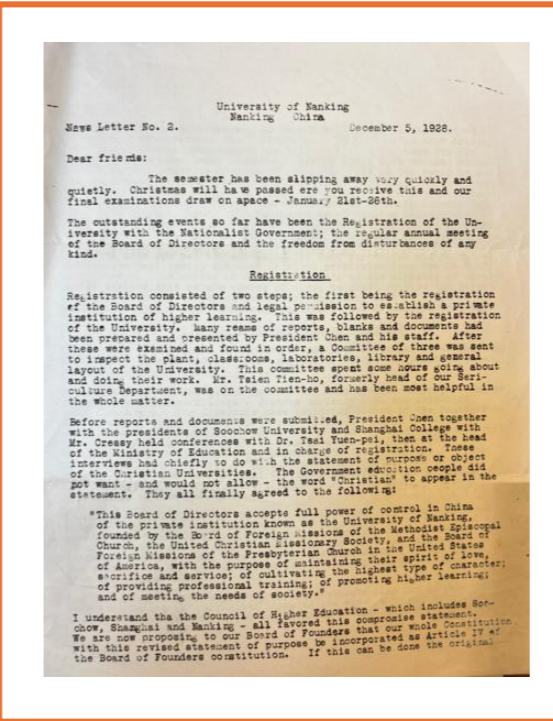 University of Nanking
Nanking China
News Letter No. 2. December 5, 1928.
Dear friends:
The semester has been slipping away very quickly and
quietly. Christmas will have passed ere you receive this and our
final examinations draw on apace - January 21st-26th.
The outstanding events so far have been the Registration of the Un-
iversity with the Nationalist Government; the regular annual meeting
of the Board of Directors and the freedom from disturbances of any
kind.
Registration
Registration consisted of two steps; the first being the registration
of the Board of Directors and legal permission to establish a private
institution of higher learning. This was followed by the registration
of the University. Many reams of reports, blanks and documents had
been prepared and presented by President Chen and his staff. After
these were examined and found in order, a Committee of three was sent
to inspect the plant, classrooms, laboratories, library and general
layout of the University. This committee spent some hours going about
and doing their work. Mr. Tsien Tien-ho, formerly head of our Seri-
culture Department, was on the committee and has been most helpful in
the whole matter.
Before reports and documents were submitted, President Chen together
with the presidents of Soochow University and Shanghai College with
Mr. Cressy held conferences with Dr. Tsai Yuen-pei, then at the head
of the Ministry of Education and in charge of registration. These
interviews had chiefly to do with the statement of purpose or object
of the Christian Universities. The Government education people did
not want - and would not allow - the word "Christian" to appear in the
statement. They all finally agreed to the following:
"This Board of Directors accepts full power of control in China
of the private institution known as the University of Nanking,
founded by the Board of Foreign Missions of the Methodist Episcopal
Church, the United Christian Missionary Society, and the Board of
Foreign Missions of the Presbyterian Church in the United States
of America, with the purpose of maintaining their spirit of love,
sacrifice and service; of cultivating the highest type of character;
of providing professional training; of promoting higher learning;
and of meeting the needs of society."
I understand tha the Council of Higher Education - which includes Soo-
chow, Shanghai and Nanking - all favored this compromise statement.
We are now proposing to our Board of Founders that our whole Constitution
with this revised statement of purpose be incorporated as Article IV of
the Board of Founders constitution. If this can be done the original